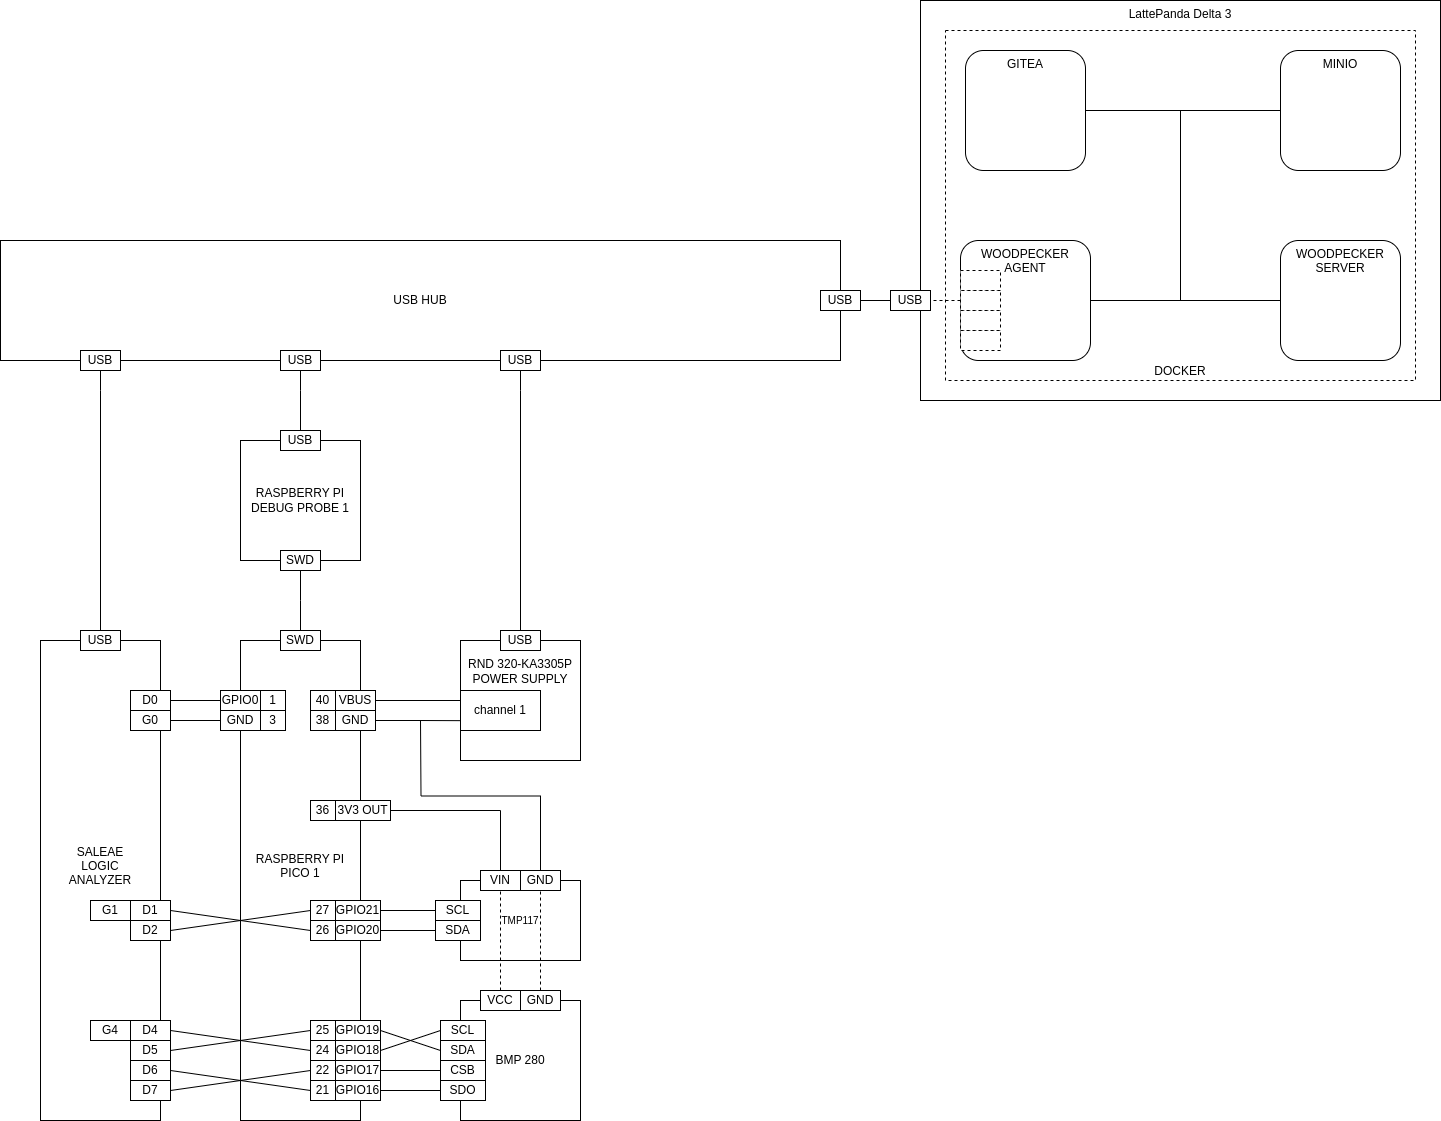 LattePanda Delta 3
GITEA
MINIO
WOODPECKER
AGENT
WOODPECKER
SERVER
DOCKER
USB HUB
USB
USB
USB
USB
USB
USB
RASPBERRY PI
DEBUG PROBE 1
SWD
USB
SWD
USB
RND 320-KA3305P
POWER SUPPLY
channel 1
D0
G0
GPIO0 1
GND 3
40 VBUS
38 GND
36 3V3 OUT
SALEAE
LOGIC
ANALYZER
RASPBERRY PI
PICO 1
VIN GND
G1 D1
D2
27 GPIO21
26 GPIO20
SCL
SDA
TMP117
VCC GND
G4 D4
D5
D6
D7
25 GPIO19
24 GPIO18
22 GPIO17
21 GPIO16
SCL
SDA
CSB
SDO
BMP 280